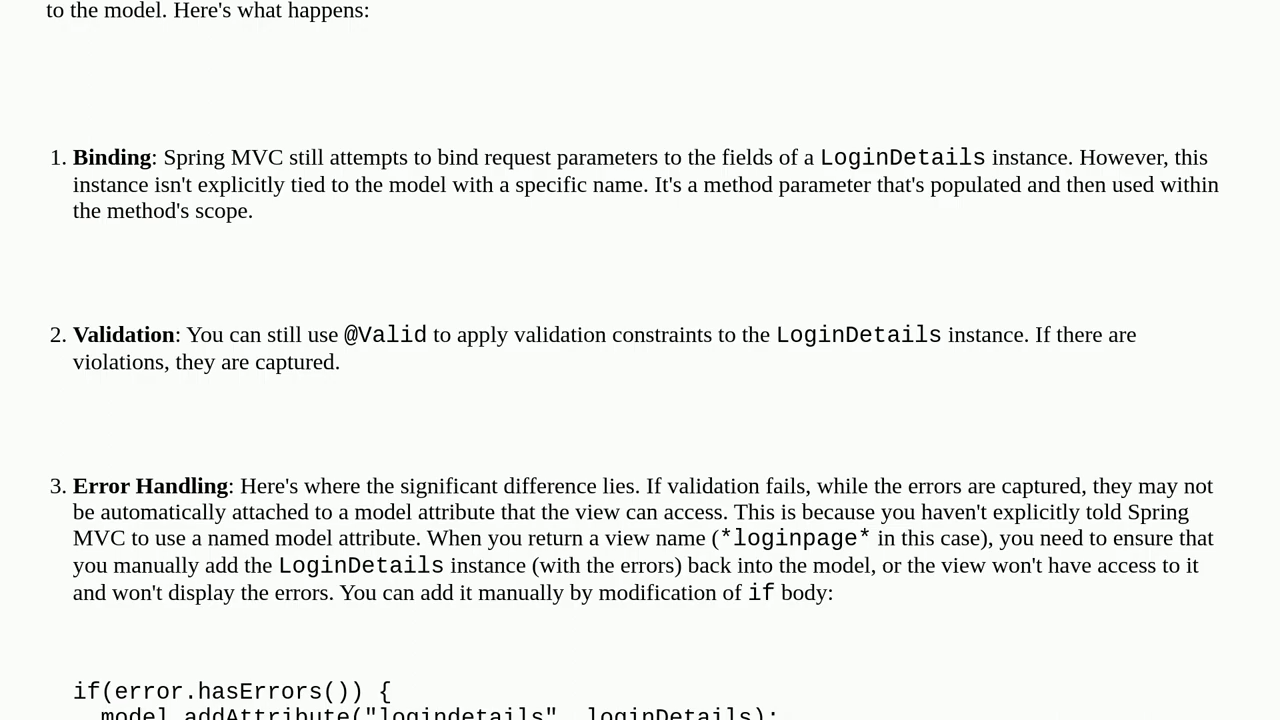 to the model. Here's what happens:
1. Binding: Spring MVC still attempts to bind request parameters to the fields of a LoginDetails instance. However, this
instance isn't explicitly tied to the model with a specific name. It's a method parameter that's populated and then used within
the method's scope.
2. Validation: You can still use @Valid to apply validation constraints to the LoginDetails instance. If there are
violations, they are captured.
3. Error Handling: Here's where the significant difference lies. If validation fails, while the errors are captured, they may not
be automatically attached to a model attribute that the view can access. This is because you haven't explicitly told Spring
MVC to use a named model attribute. When you return a view name (*loginpage* in this case), you need to ensure that
you manually add the LoginDetails instance (with the errors) back into the model, or the view won't have access to it
and won't display the errors. You can add it manually by modification of if body:
if(error.hasErrors()) {
model.addAttribute("logindetails", loginDetails);